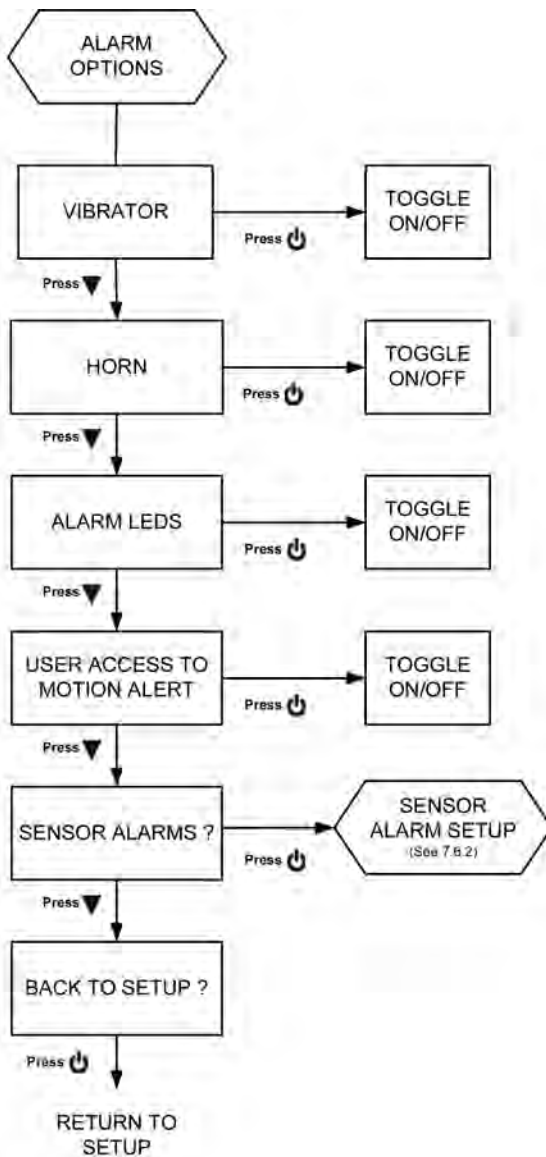 ALARM
OPTIONS
VIBRATOR
Press
TOGGLE
ON/OFF
Press
HORN
Press
TOGGLE
ON/OFF
Press
ALARM LEDS
Press
TOGGLE
ON/OFF
Press
USER ACCESS TO
MOTION ALERT
Press
TOGGLE
ON/OFF
Press
SENSOR ALARMS ?
Press
SENSOR
ALARM SETUP
(See 7.6.2)
Press
BACK TO SETUP ?
Press
RETURN TO
SETUP